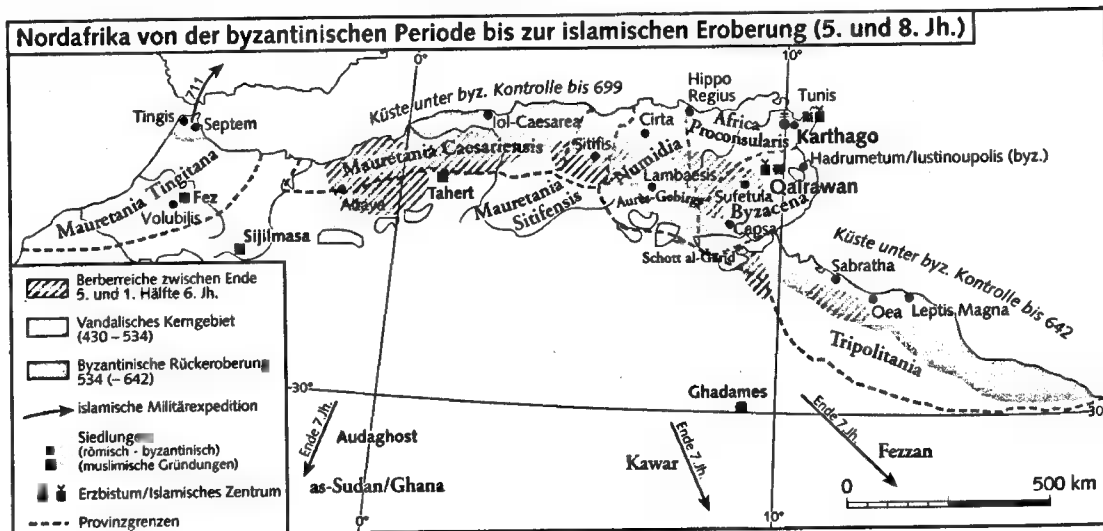 Nordafrika von der byzantinischen Periode bis zur islamischen Eroberung (5. und 8. Jh.)
0°
10°
711
Tingis
Septem
Küste unter byz. Kontrolle bis 699
Iol-Caesarea
Hippo
Regius
Tunis
Cirta
Africa
Proconsularis
Karthago
Sitifis
Mauretania Caesariensis
Numidia
Hadrumetum/Iustinoupolis (byz.)
Mauretania Tingitana
Fez
Volubilis
Tahert
Altava
Lambaesis
Qairawan
Sufetula
Mauretania
Sitifensis
Aurès-Gebirge
Byzacena
Capsa
Sijilmasa
Schott al-Garid
Küste unter byz. Kontrolle bis 642
Sabratha
Oea
Leptis Magna
Tripolitania
Berberreiche zwischen Ende
5. und 1. Hälfte 6. Jh.
Vandalisches Kerngebiet
(430 – 534)
Byzantinische Rückeroberung
534 (– 642)
islamische Militärexpedition
Siedlungen
(römisch - byzantinisch)
(muslimische Gründungen)
Erzbistum/Islamisches Zentrum
Provinzgrenzen
30°
30°
Ghadames
Ende 7. Jh.
Audaghost
as-Sudan/Ghana
Ende 7. Jh.
Kawar
Ende 7. Jh.
Fezzan
0
500 km
0°
10°